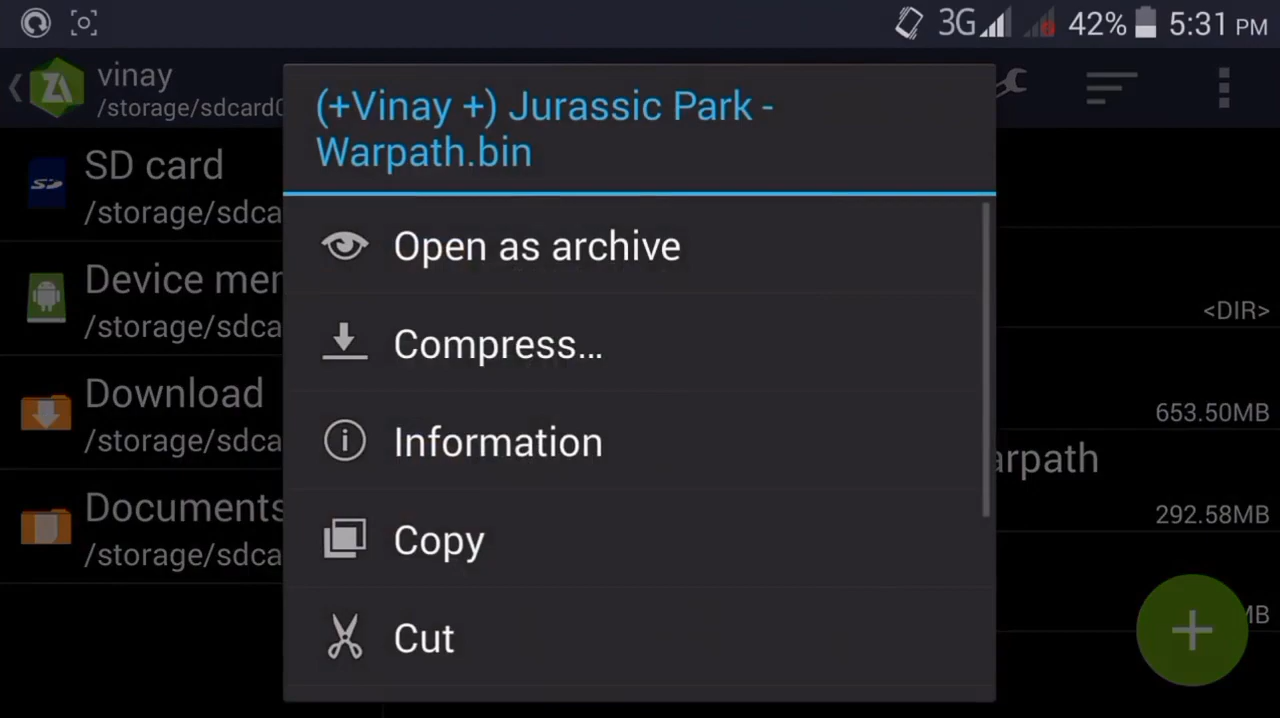 3G 42% 5:31 PM
vinay
/storage/sdcard0
(+Vinay +) Jurassic Park -
Warpath.bin
SD card
/storage/sdca
Device mer
/storage/sdca
Download
/storage/sdca
Documents
/storage/sdca
Open as archive
Compress...
Information
Copy
Cut
<DIR>
653.50MB
arpath
292.58MB
MB